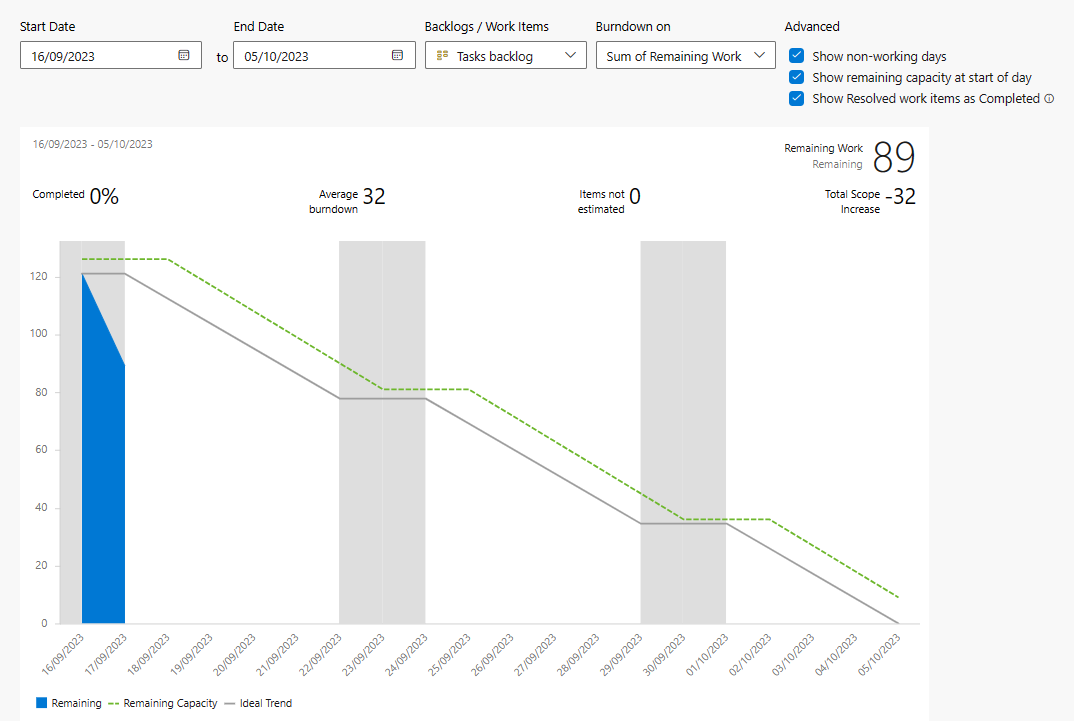 Start Date
End Date
Backlogs / Work Items
Burndown on
Advanced
16/09/2023
to
05/10/2023
Tasks backlog
Sum of Remaining Work
Show non-working days
Show remaining capacity at start of day
Show Resolved work items as Completed
16/09/2023 - 05/10/2023
Remaining Work
Remaining
89
Completed 0%
Average
burndown
32
Items not
estimated
0
Total Scope
Increase
-32
120
100
80
60
40
20
0
16/09/2023
17/09/2023
18/09/2023
19/09/2023
20/09/2023
21/09/2023
22/09/2023
23/09/2023
24/09/2023
25/09/2023
26/09/2023
27/09/2023
28/09/2023
29/09/2023
30/09/2023
01/10/2023
02/10/2023
03/10/2023
04/10/2023
05/10/2023
Remaining
Remaining Capacity
Ideal Trend